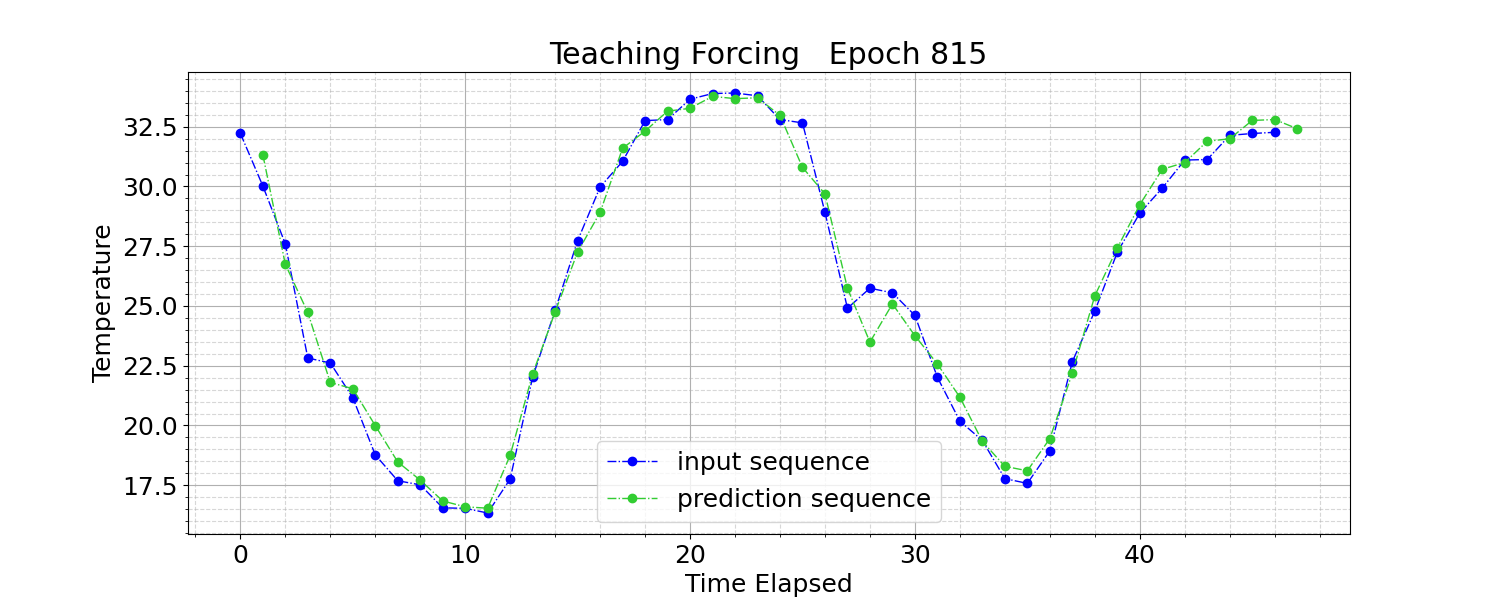 Teaching Forcing   Epoch 815
Temperature
32.5
30.0
27.5
25.0
22.5
20.0
17.5
input sequence
prediction sequence
0 10 20 30 40
Time Elapsed